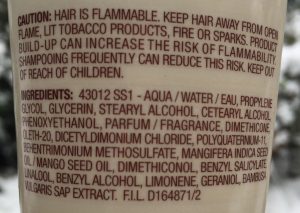 CAUTION: HAIR IS FLAMMABLE. KEEP HAIR AWAY FROM OPEN
FLAME, LIT TOBACCO PRODUCTS, FIRE OR SPARKS. PRODUCT
BUILD-UP CAN INCREASE THE RISK OF FLAMMABILITY.
SHAMPOOING FREQUENTLY CAN REDUCE THIS RISK. KEEP OUT
OF REACH OF CHILDREN.
INGREDIENTS: 43012 SS1 - AQUA / WATER / EAU, PROPYLENE
GLYCOL, GLYCERIN, STEARYL ALCOHOL, CETEARYL ALCOHOL,
PHENOXYETHANOL, PARFUM / FRAGRANCE, DIMETHICONE,
OLETH-20, DICETYLDIMONIUM CHLORIDE, POLYQUATERNIUM-11,
BEHENTRIMONIUM METHOSULFATE, MANGIFERA INDICA SEED
OIL / MANGO SEED OIL, DIMETHICONOL, BENZYL SALICYLATE,
LINALOOL, BENZYL ALCOHOL, LIMONENE, GERANIOL, BAMBUSA
VULGARIS SAP EXTRACT. F.I.L D164871/2